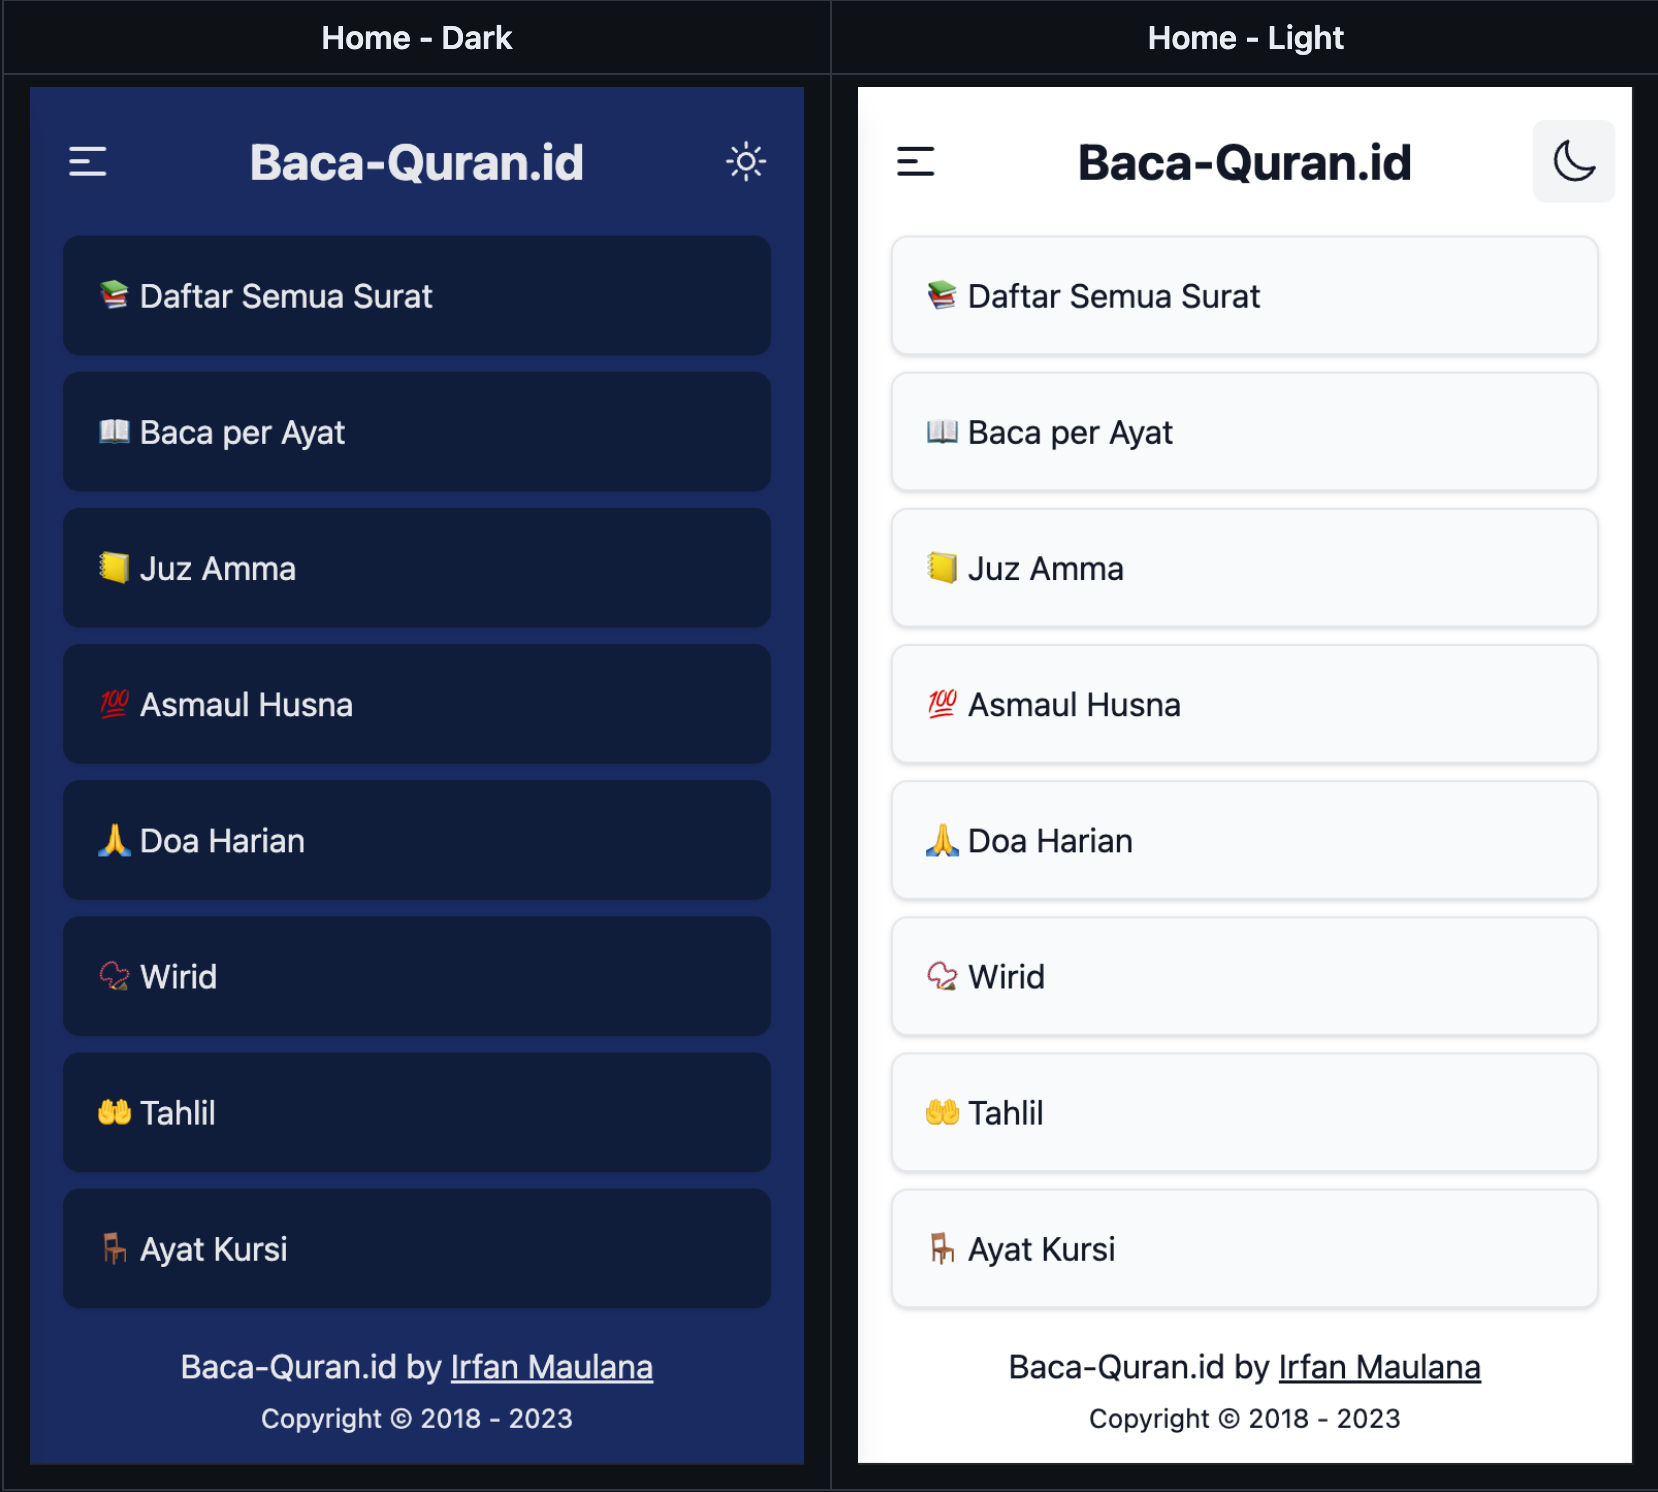 Home - Dark
Baca-Quran.id
📚 Daftar Semua Surat
📖 Baca per Ayat
📒 Juz Amma
💯 Asmaul Husna
🙏 Doa Harian
📿 Wirid
🤲 Tahlil
🪑 Ayat Kursi
Baca-Quran.id by Irfan Maulana
Copyright © 2018 - 2023
Home - Light
Baca-Quran.id
📚 Daftar Semua Surat
📖 Baca per Ayat
📒 Juz Amma
💯 Asmaul Husna
🙏 Doa Harian
📿 Wirid
🤲 Tahlil
🪑 Ayat Kursi
Baca-Quran.id by Irfan Maulana
Copyright © 2018 - 2023